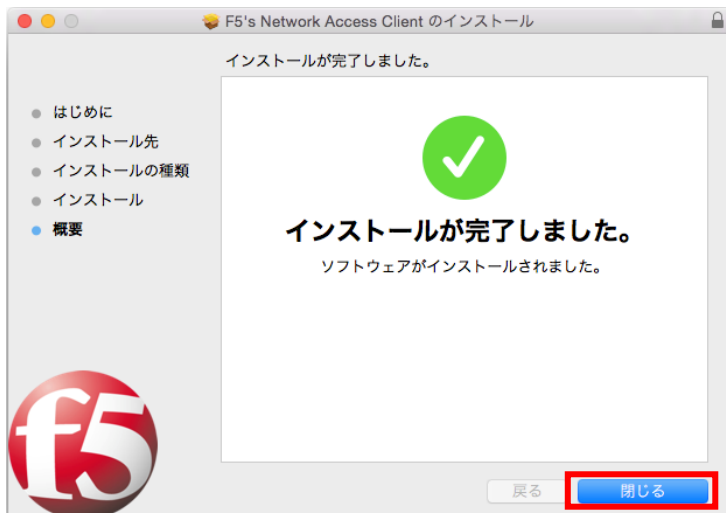 F5's Network Access Client のインストール
インストールが完了しました。
はじめに
インストール先
インストールの種類
インストール
概要
インストールが完了しました。
ソフトウェアがインストールされました。
f5
戻る
閉じる